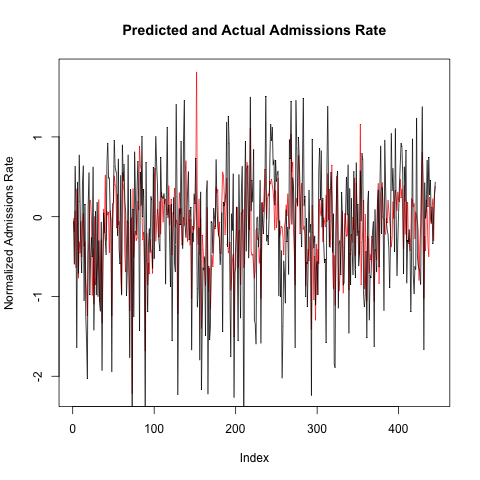 Predicted and Actual Admissions Rate
Normalized Admissions Rate
1
0
-1
-2
0 100 200 300 400
Index